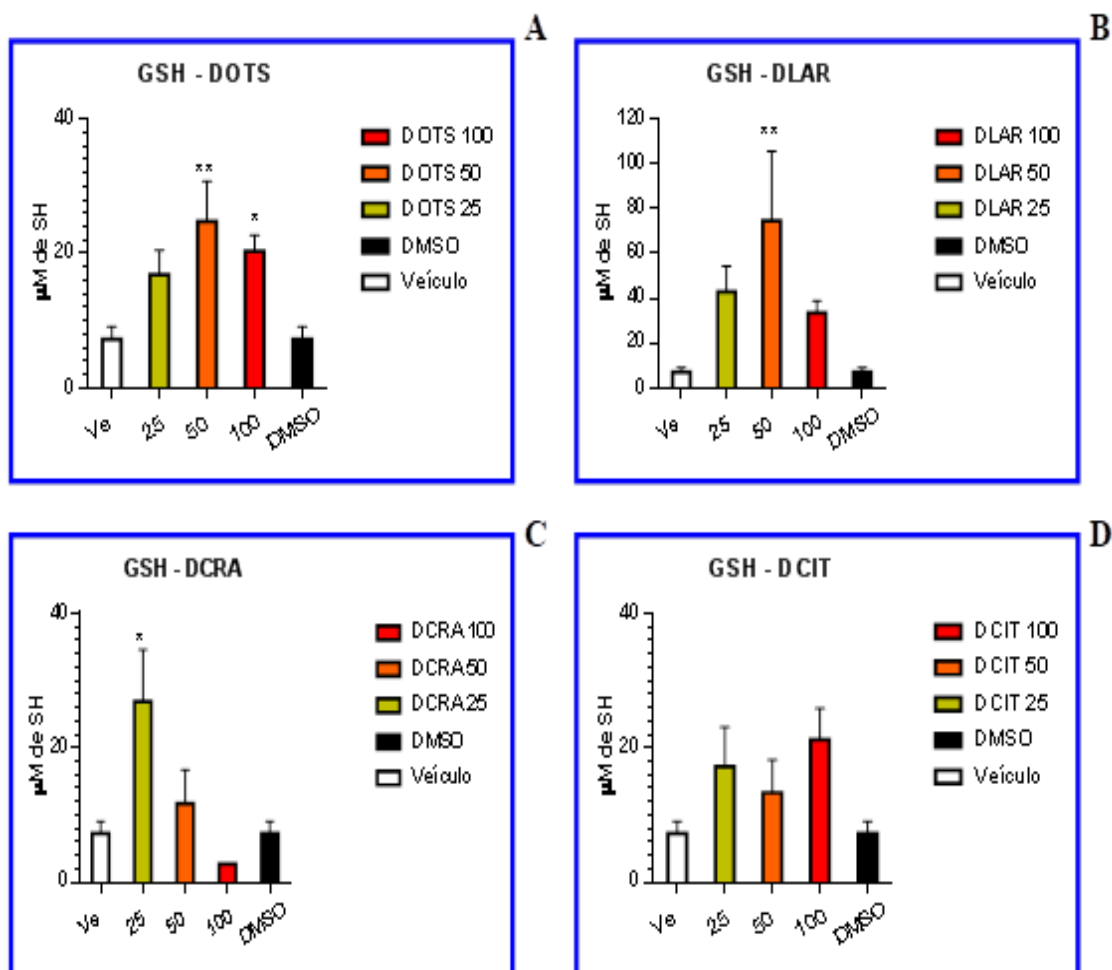 A
GSH - DOTS
40
20
0
µM de SH
**
*
Ve
25
50
100
DMSO
DOTS 100
DOTS 50
DOTS 25
DMSO
Veículo
B
GSH - DLAR
120
100
80
60
40
20
0
µM de SH
**
Ve
25
50
100
DMSO
DLAR 100
DLAR 50
DLAR 25
DMSO
Veículo
C
GSH - DCRA
40
20
0
µM de SH
*
Ve
25
50
100
DMSO
DCRA 100
DCRA 50
DCRA 25
DMSO
Veículo
D
GSH - DCIT
40
20
0
µM de SH
Ve
25
50
100
DMSO
DCIT 100
DCIT 50
DCIT 25
DMSO
Veículo